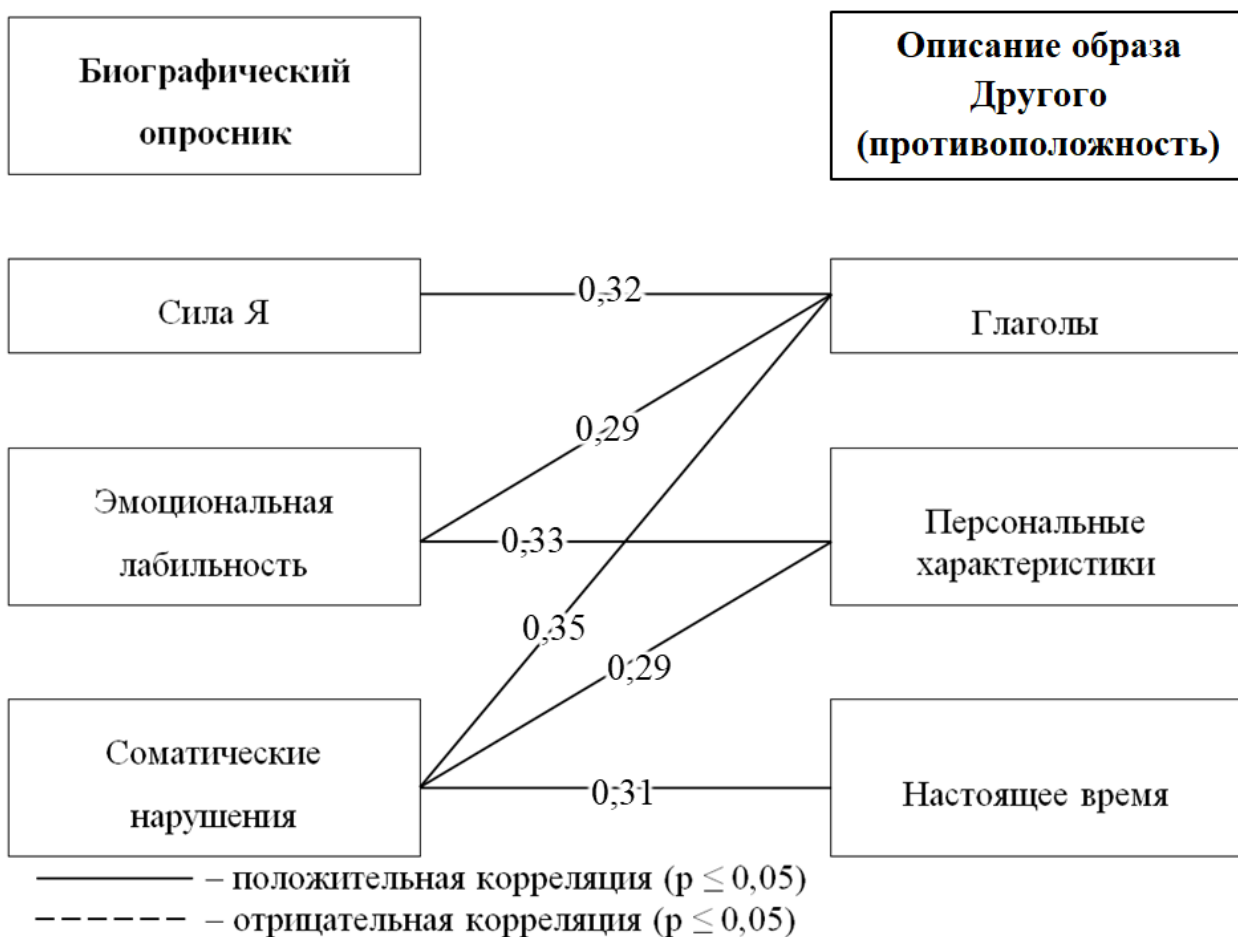 Биографический
опросник
Описание образа
Другого
(противоположность)
Сила Я
0,32
Глаголы
0,29
Эмоциональная
лабильность
0,33
Персональные
характеристики
0,35
0,29
Соматические
нарушения
0,31
Настоящее время
– положительная корреляция (p ≤ 0,05)
– отрицательная корреляция (p ≤ 0,05)